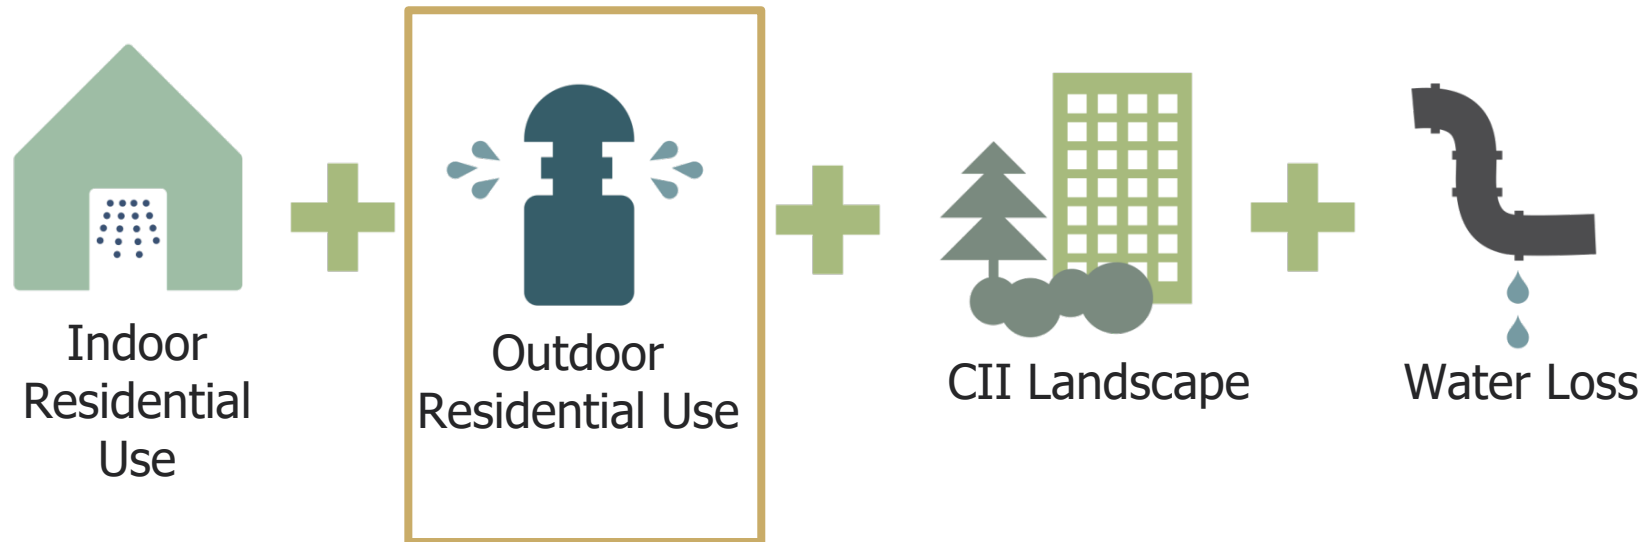 Indoor
Residential
Use
Outdoor
Residential Use
CII Landscape
Water Loss